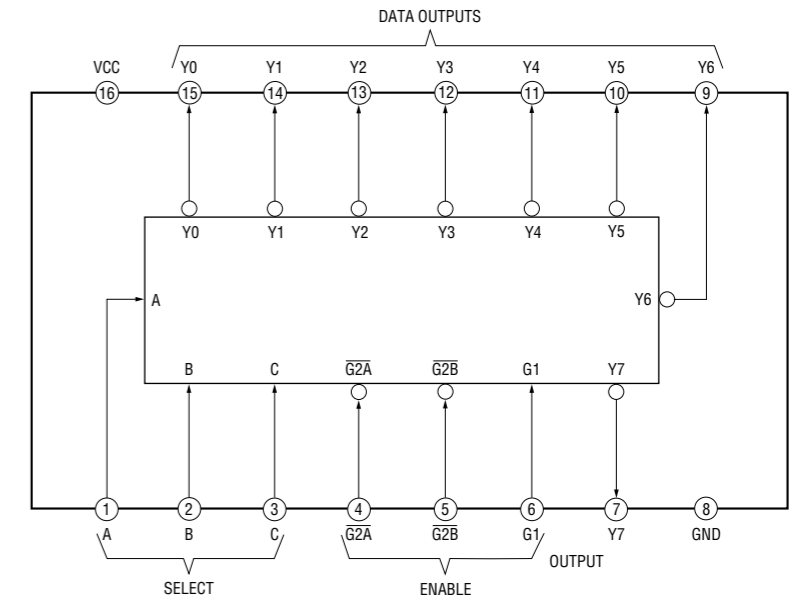 DATA OUTPUTS
VCC Y0 Y1 Y2 Y3 Y4 Y5 Y6
16 15 14 13 12 11 10 9
Y0 Y1 Y2 Y3 Y4 Y5
A Y6
B C G2A G2B G1 Y7
1 2 3 4 5 6 7 8
A B C G2A G2B G1 Y7 GND
OUTPUT
SELECT ENABLE